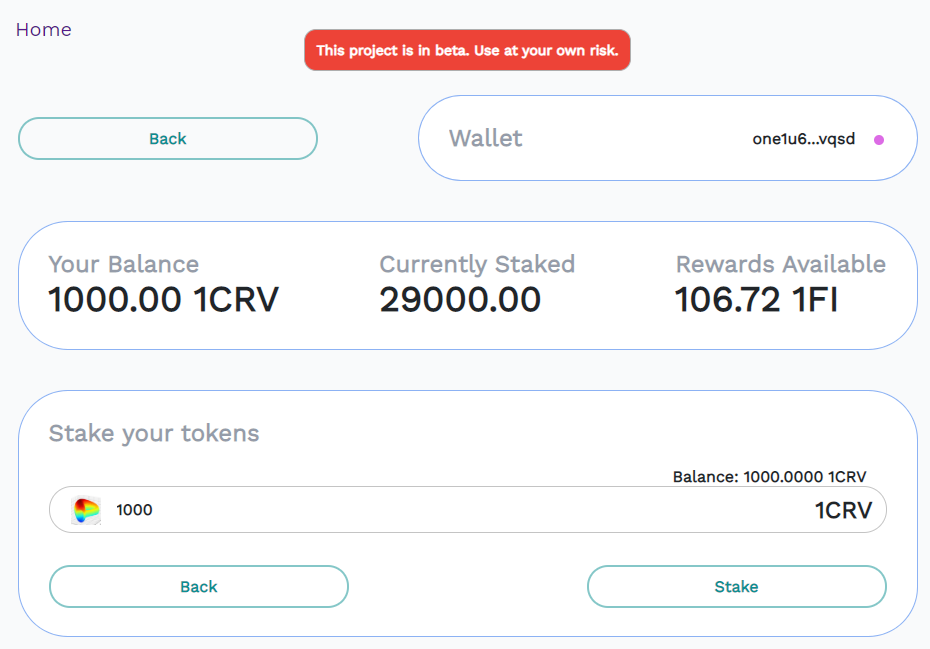 Home
This project is in beta. Use at your own risk.
Back
Wallet
one1u6...vqsd
Your Balance
1000.00 1CRV
Currently Staked
29000.00
Rewards Available
106.72 1FI
Stake your tokens
Balance: 1000.0000 1CRV
1000
1CRV
Back
Stake